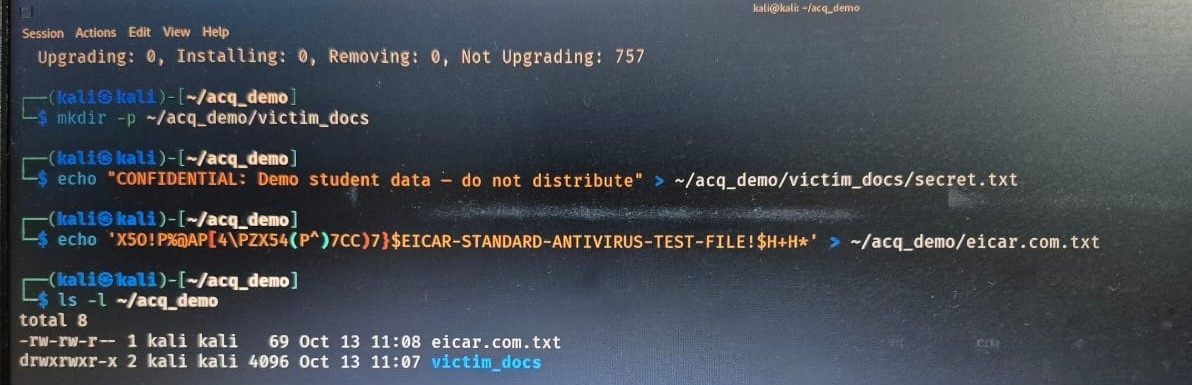 kali@kali: ~/acq_demo
Session Actions Edit View Help
Upgrading: 0, Installing: 0, Removing: 0, Not Upgrading: 757
┌──(kali㉿kali)-[~/acq_demo]
└─$ mkdir -p ~/acq_demo/victim_docs
┌──(kali㉿kali)-[~/acq_demo]
└─$ echo "CONFIDENTIAL: Demo student data — do not distribute" > ~/acq_demo/victim_docs/secret.txt
┌──(kali㉿kali)-[~/acq_demo]
└─$ echo 'X5O!P%@AP[4\PZX54(P^)7CC)7}$EICAR-STANDARD-ANTIVIRUS-TEST-FILE!$H+H*' > ~/acq_demo/eicar.com.txt
┌──(kali㉿kali)-[~/acq_demo]
└─$ ls -l ~/acq_demo
total 8
-rw-rw-r-- 1 kali kali   69 Oct 13 11:08 eicar.com.txt
drwxrwxr-x 2 kali kali 4096 Oct 13 11:07 victim_docs